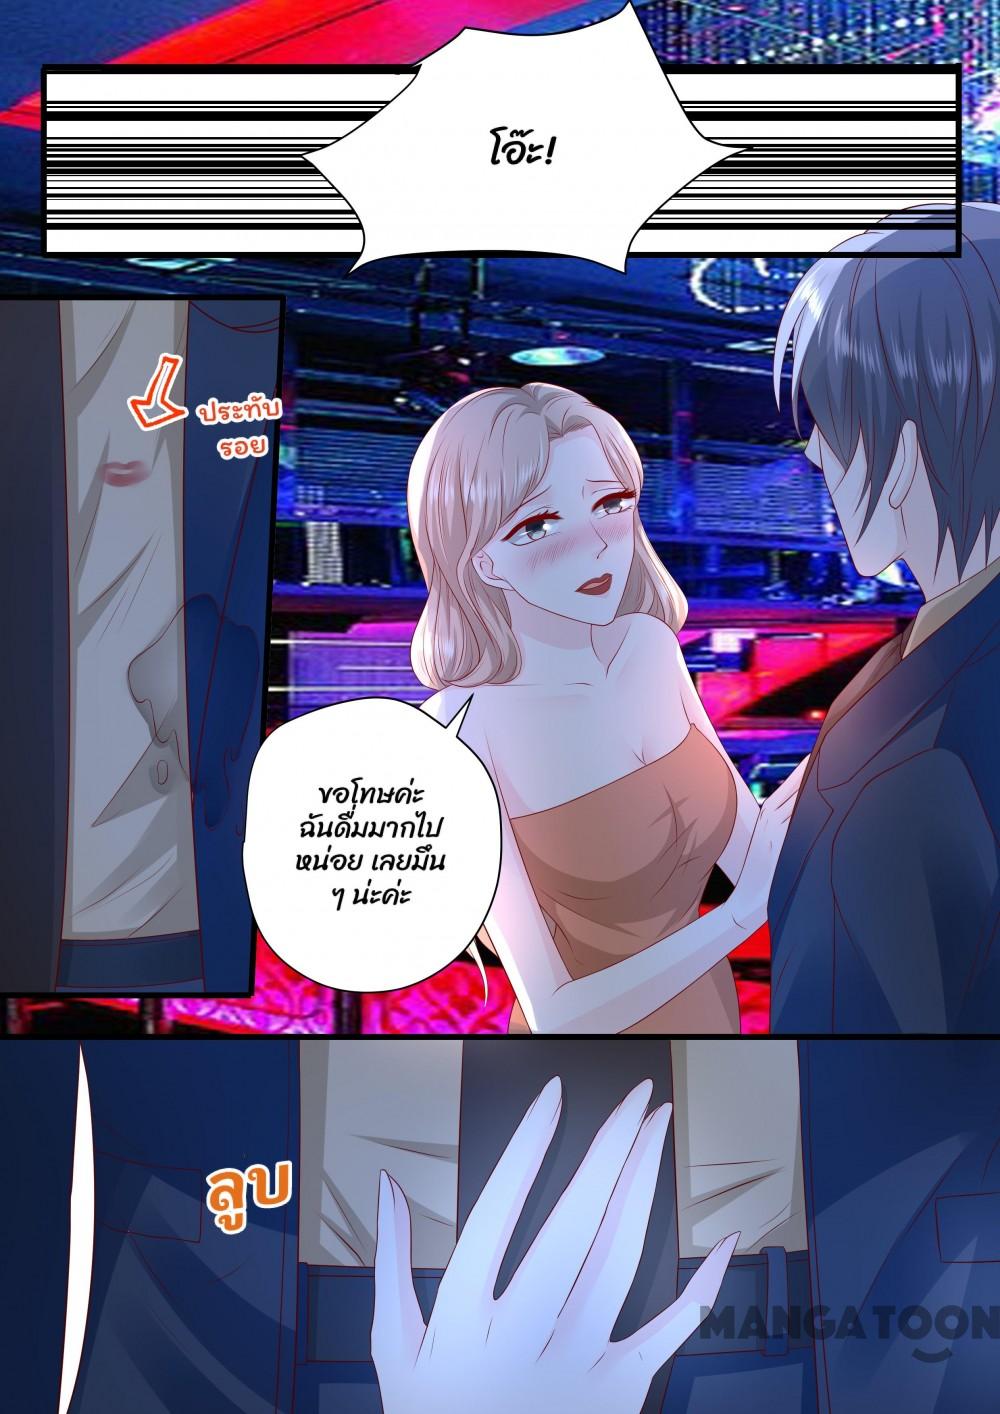 โอ๊ะ!
ประทับ
รอย
ขอโทษค่ะ
ฉันดื่มมากไป
หน่อย เลยมึน
ๆ น่ะค่ะ
ลูบ
MANGATOON